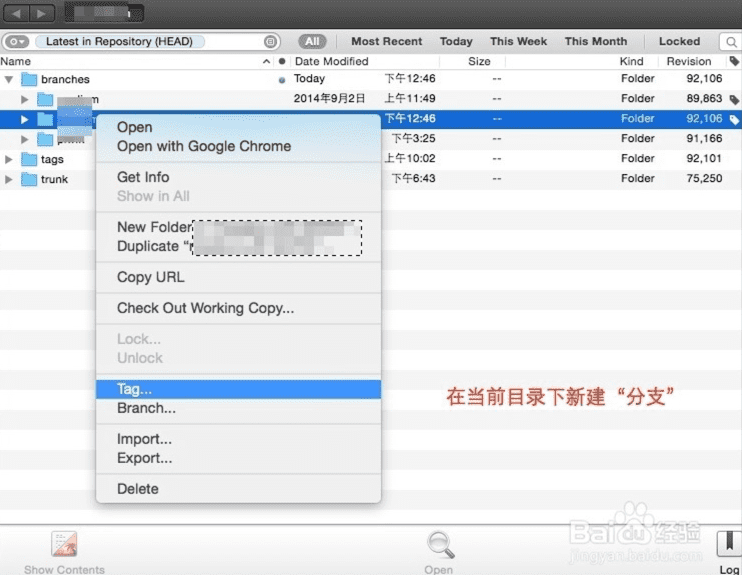 Latest in Repository (HEAD) All Most Recent Today This Week This Month Locked
Name Date Modified Size Kind Revision
branches Today 下午12:46 -- Folder 92,106
2014年9月2日 上午11:49 -- Folder 89,863
下午12:46 -- Folder 92,106
下午3:25 -- Folder 91,166
tags 上午10:02 -- Folder 92,101
trunk 下午6:43 -- Folder 75,250
Open
Open with Google Chrome
Get Info
Show in All
New Folder
Duplicate “
Copy URL
Check Out Working Copy...
Lock...
Unlock
Tag...
Branch...
Import...
Export...
Delete
在当前目录下新建“分支”
Show Contents Open Log
Baidu经验
jingyan.baidu.com